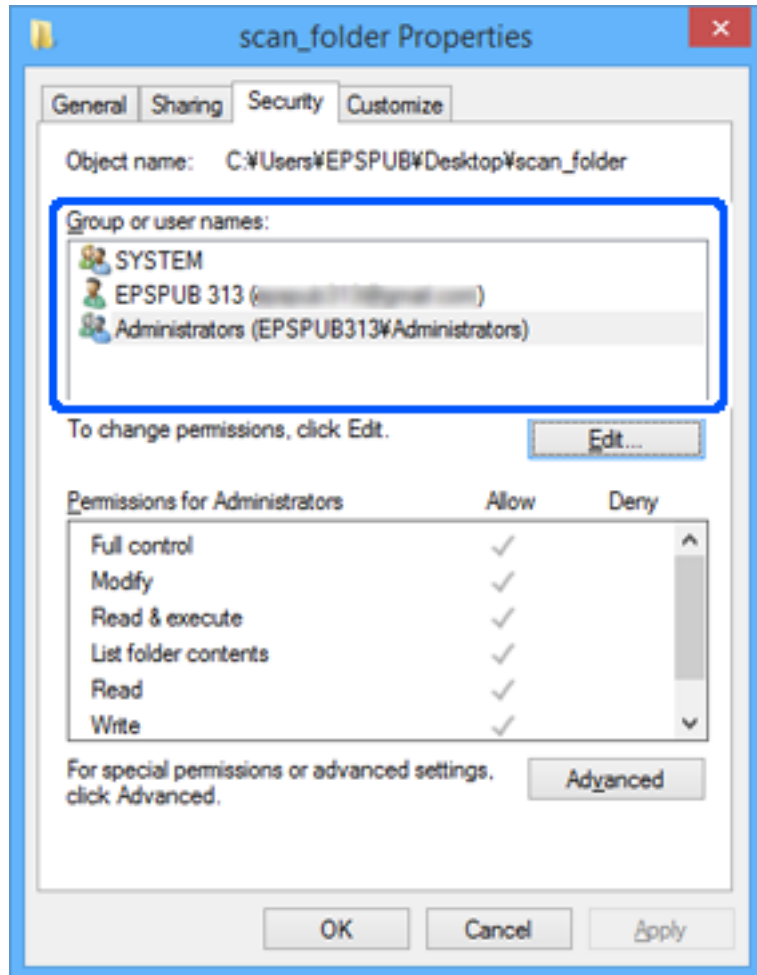 scan_folder Properties
General Sharing Security Customize
Object name: C:¥Users¥EPSPUB¥Desktop¥scan_folder
Group or user names:
SYSTEM
EPSPUB 313 ( )
Administrators (EPSPUB313¥Administrators)
To change permissions, click Edit.
Edit...
Permissions for Administrators Allow Deny
Full control
Modify
Read & execute
List folder contents
Read
Write
For special permissions or advanced settings,
click Advanced.
Advanced
OK Cancel Apply